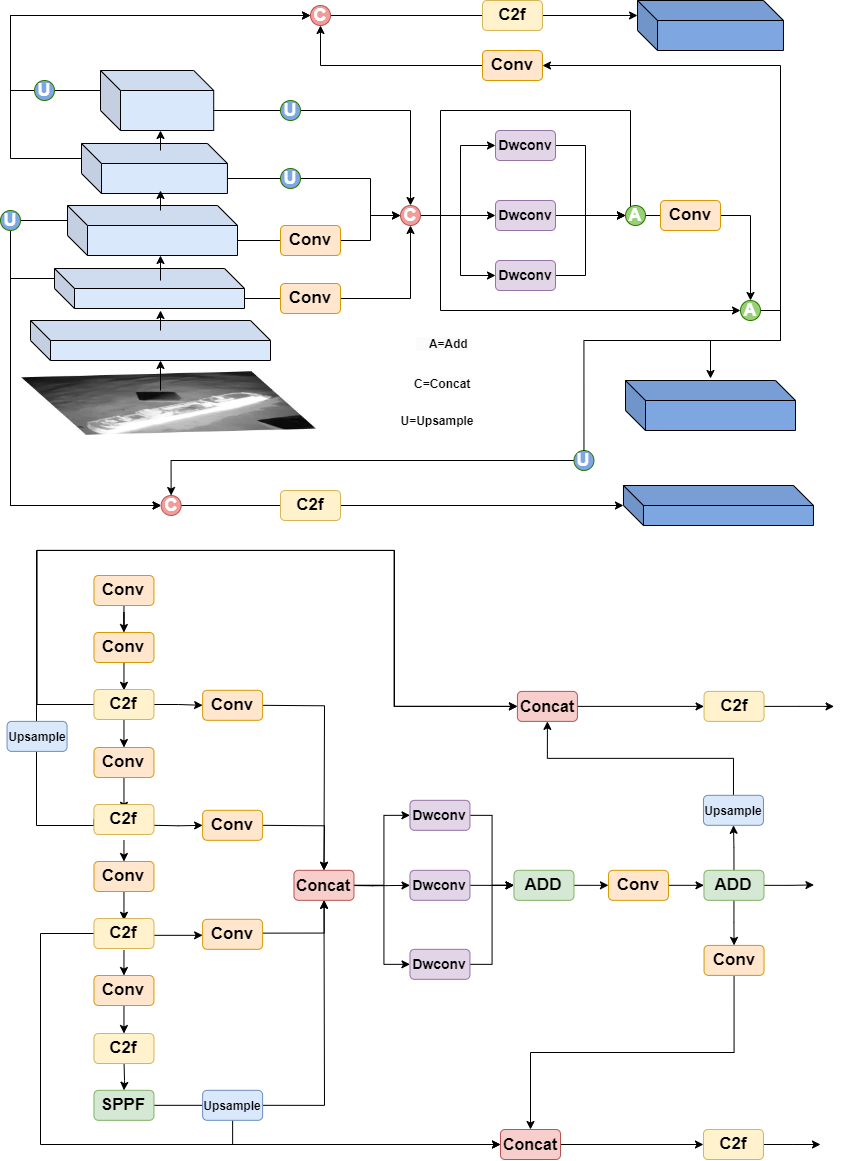 C
C2f
Conv
U
U
U
U
C
Conv
Conv
Dwconv
Dwconv
Dwconv
A
Conv
A
A=Add
C=Concat
U=Upsample
U
C
C2f
Conv
Conv
C2f
Conv
Concat
C2f
Upsample
Conv
Upsample
Dwconv
C2f
Conv
Conv
Concat
Dwconv
ADD
Conv
ADD
C2f
Conv
Dwconv
Conv
Conv
C2f
SPPF
Upsample
Concat
C2f